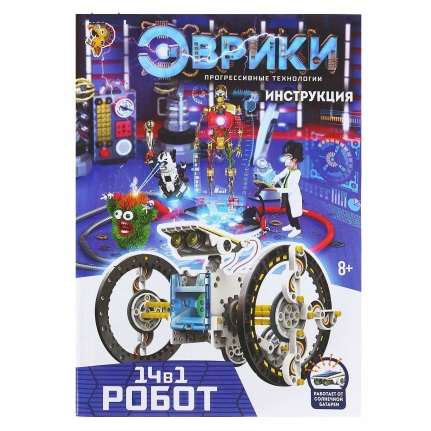 ЭВРИКИ
ПРОГРЕССИВНЫЕ ТЕХНОЛОГИИ
ИНСТРУКЦИЯ
8+
14в1
РОБОТ
РАБОТАЕТ ОТ
СОЛНЕЧНОЙ
БАТАРЕИ